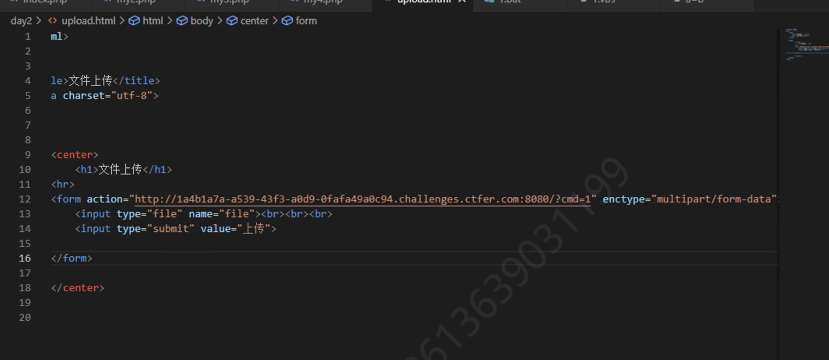 index.php my2.php my3.php my4.php upload.html 1.bat 1.vbs a=b
day2 > upload.html > html > body > center > form
1 ml>
2
3
4 le>文件上传</title>
5 a charset="utf-8">
6
7
8
9 <center>
10 <h1>文件上传</h1>
11 <hr>
12 <form action="http://1a4b1a7a-a539-43f3-a0d9-0fafa49a0c94.challenges.ctfer.com:8080/?cmd=1" enctype="multipart/form-data"
13 <input type="file" name="file"><br><br><br>
14 <input type="submit" value="上传">
15
16 </form>
17
18 </center>
19
20
8613639031199